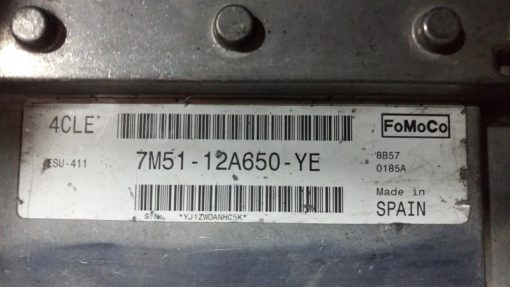 4CLE FoMoCo
ESU-411 7M51-12A650-YE 8B57
0185A
Made in
SPAIN
S/N: *YJ1ZWDANHC5K*